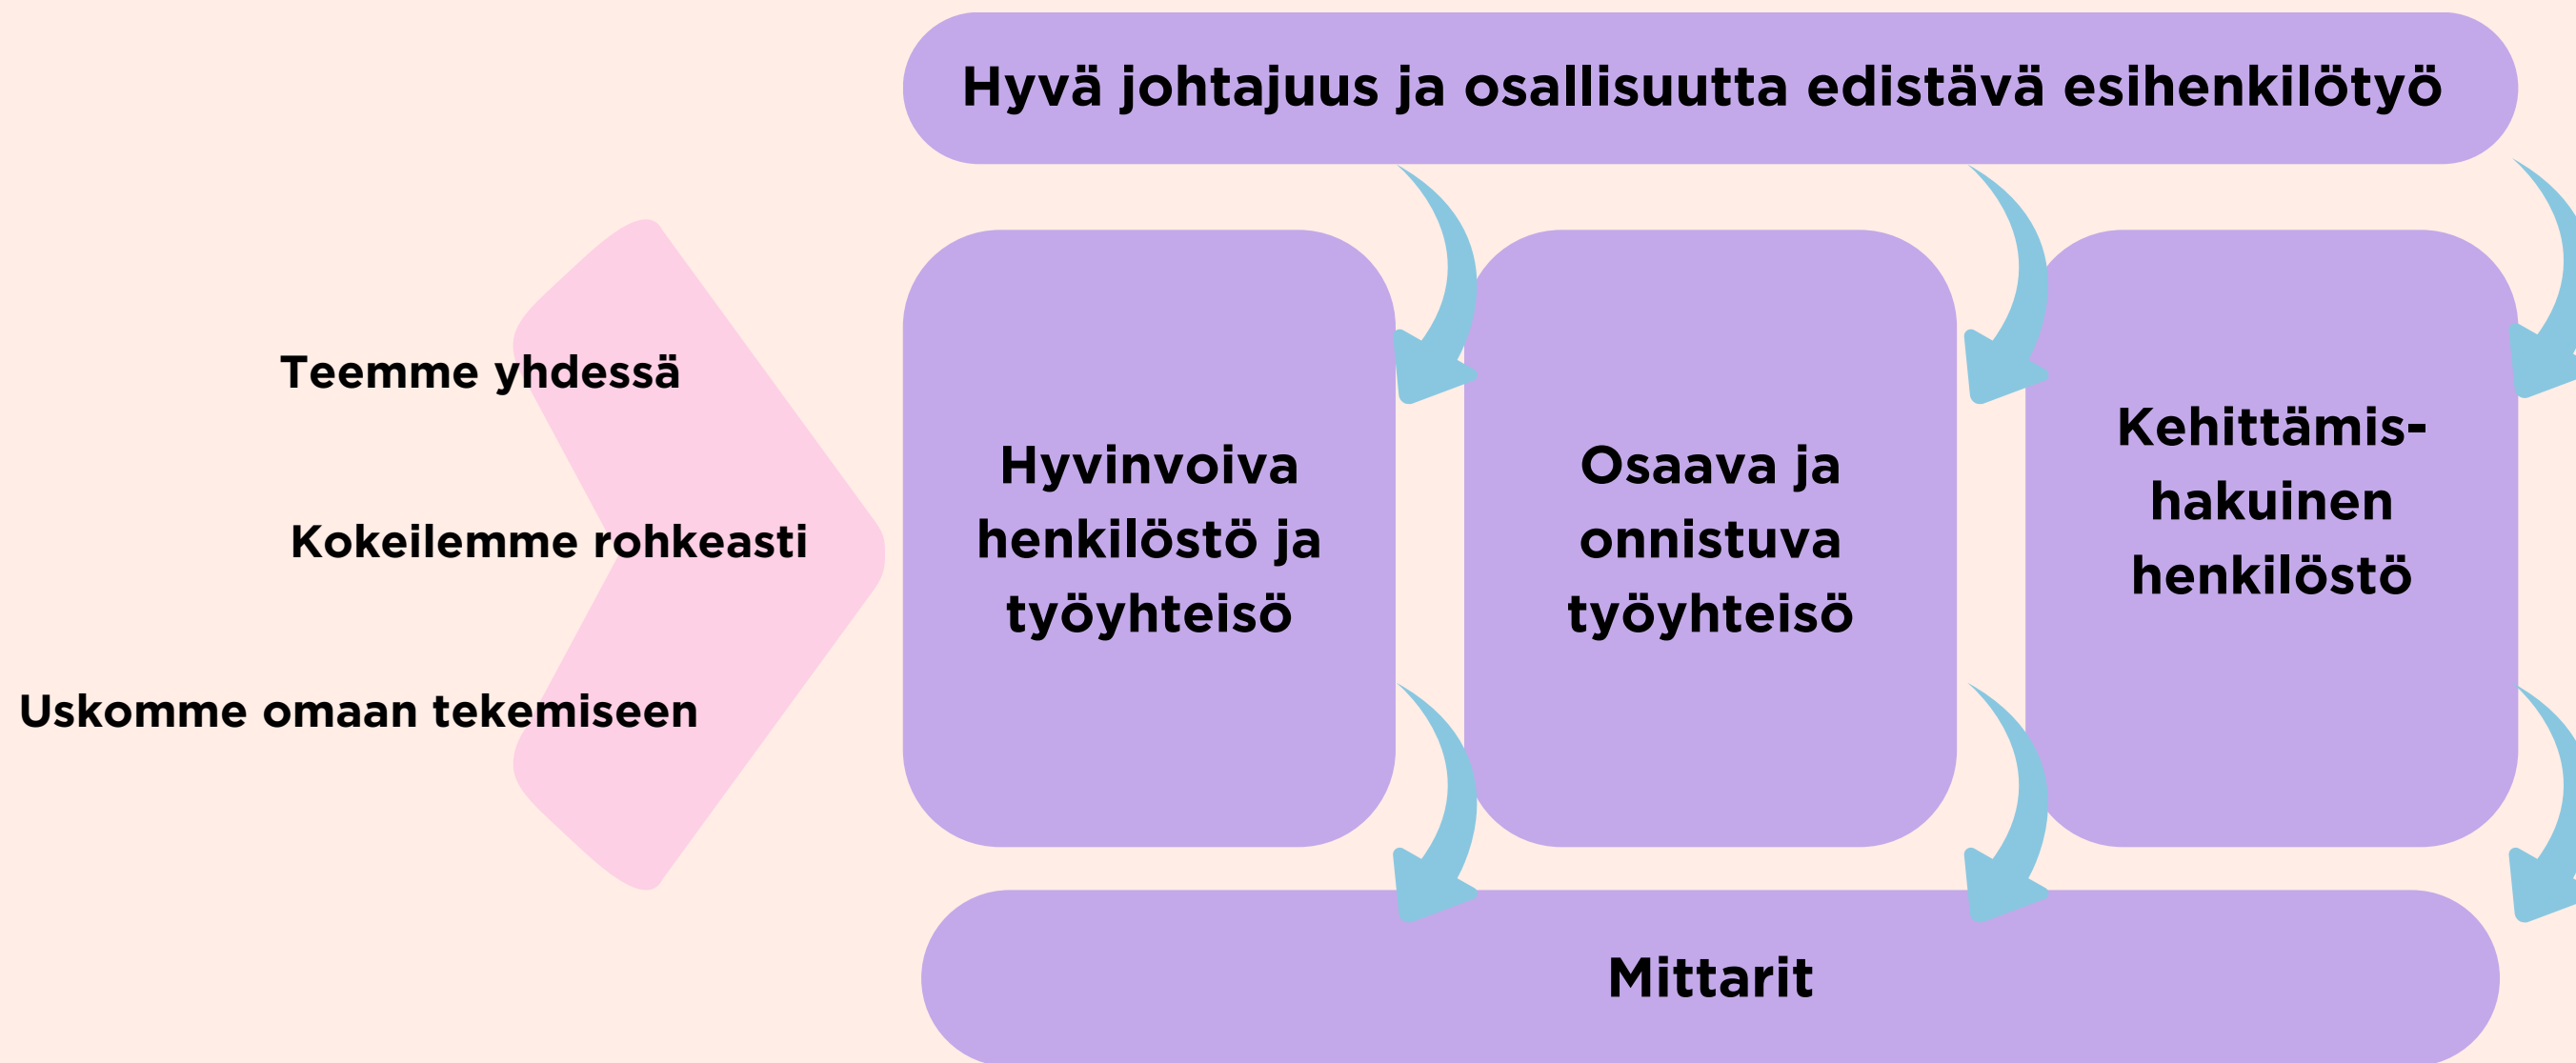 Hyvä johtajuus ja osallisuutta edistävä esihenkilötyö
Teemme yhdessä
Kokeilemme rohkeasti
Uskomme omaan tekemiseen
Hyvinvoiva
henkilöstö ja
työyhteisö
Osaava ja
onnistuva
työyhteisö
Kehittämis-
hakuinen
henkilöstö
Mittarit